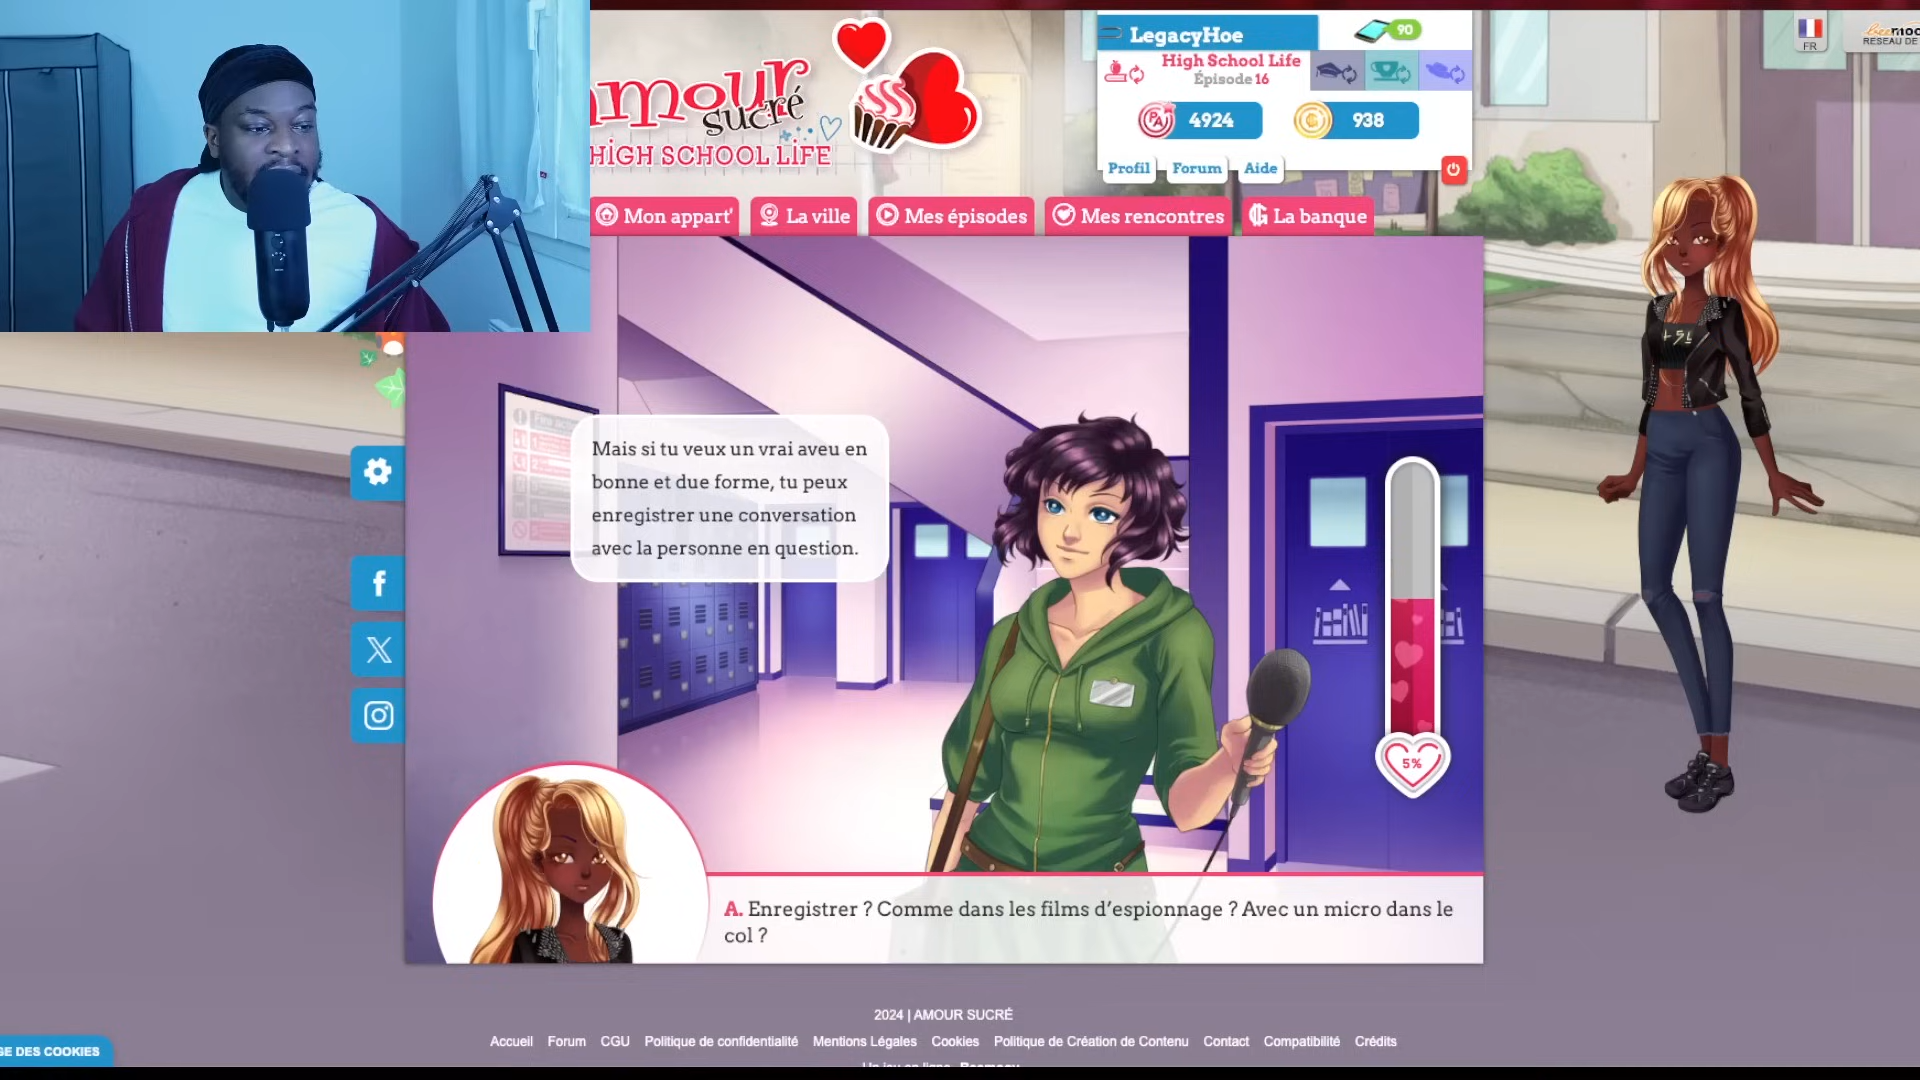 amour
sucré
HIGH SCHOOL LIFE
LegacyHoe
90
High School Life
Épisode 16
PA
4924
938
Profil
Forum
Aide
FR
RESEAU DE
Mon appart'
La ville
Mes épisodes
Mes rencontres
La banque
Mais si tu veux un vrai aveu en
bonne et due forme, tu peux
enregistrer une conversation
avec la personne en question.
5%
A. Enregistrer ? Comme dans les films d’espionnage ? Avec un micro dans le
col ?
2024 | AMOUR SUCRÉ
Accueil Forum CGU Politique de confidentialité Mentions Légales Cookies Politique de Création de Contenu Contact Compatibilité Crédits
GE DES COOKIES